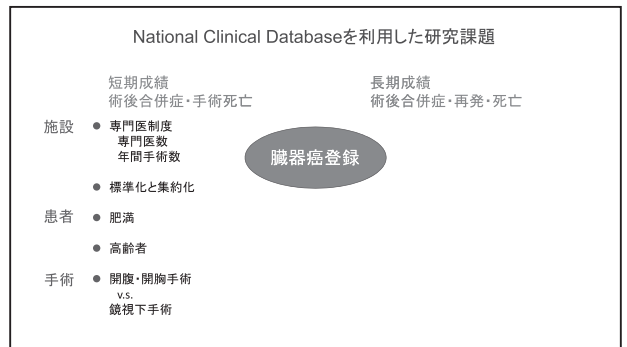 National Clinical Databaseを利用した研究課題
短期成績
術後合併症・手術死亡
長期成績
術後合併症・再発・死亡
施設
● 専門医制度
専門医数
年間手術数
臓器癌登録
● 標準化と集約化
患者
● 肥満
● 高齢者
手術
● 開腹・開胸手術
v.s.
鏡視下手術